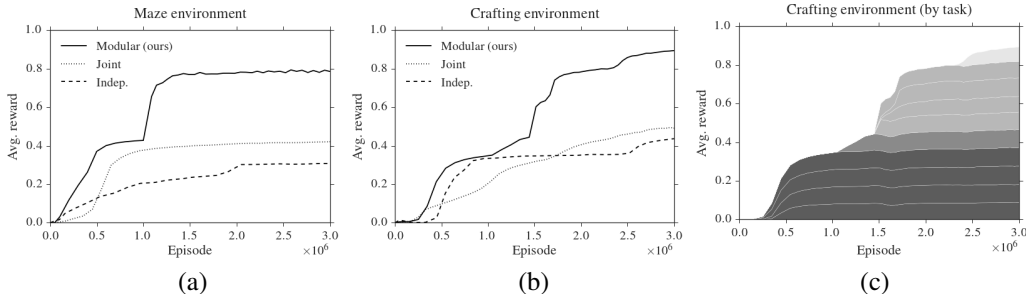 Maze environment
Avg. reward
1.0
0.8
0.6
0.4
0.2
0.0
Modular (ours)
Joint
Indep.
0.0 0.5 1.0 1.5 2.0 2.5 3.0
Episode
×10⁶
(a)
Crafting environment
Avg. reward
1.0
0.8
0.6
0.4
0.2
0.0
Modular (ours)
Joint
Indep.
0.0 0.5 1.0 1.5 2.0 2.5 3.0
Episode
×10⁶
(b)
Crafting environment (by task)
Avg. reward
1.0
0.8
0.6
0.4
0.2
0.0
0.0 0.5 1.0 1.5 2.0 2.5 3.0
Episode
×10⁶
(c)